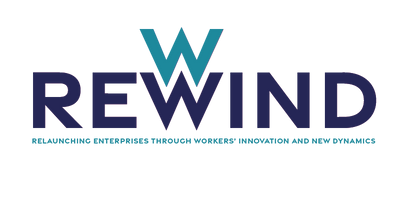 W
REWIND
RELAUNCHING ENTERPRISES THROUGH WORKERS' INNOVATION AND NEW DYNAMICS